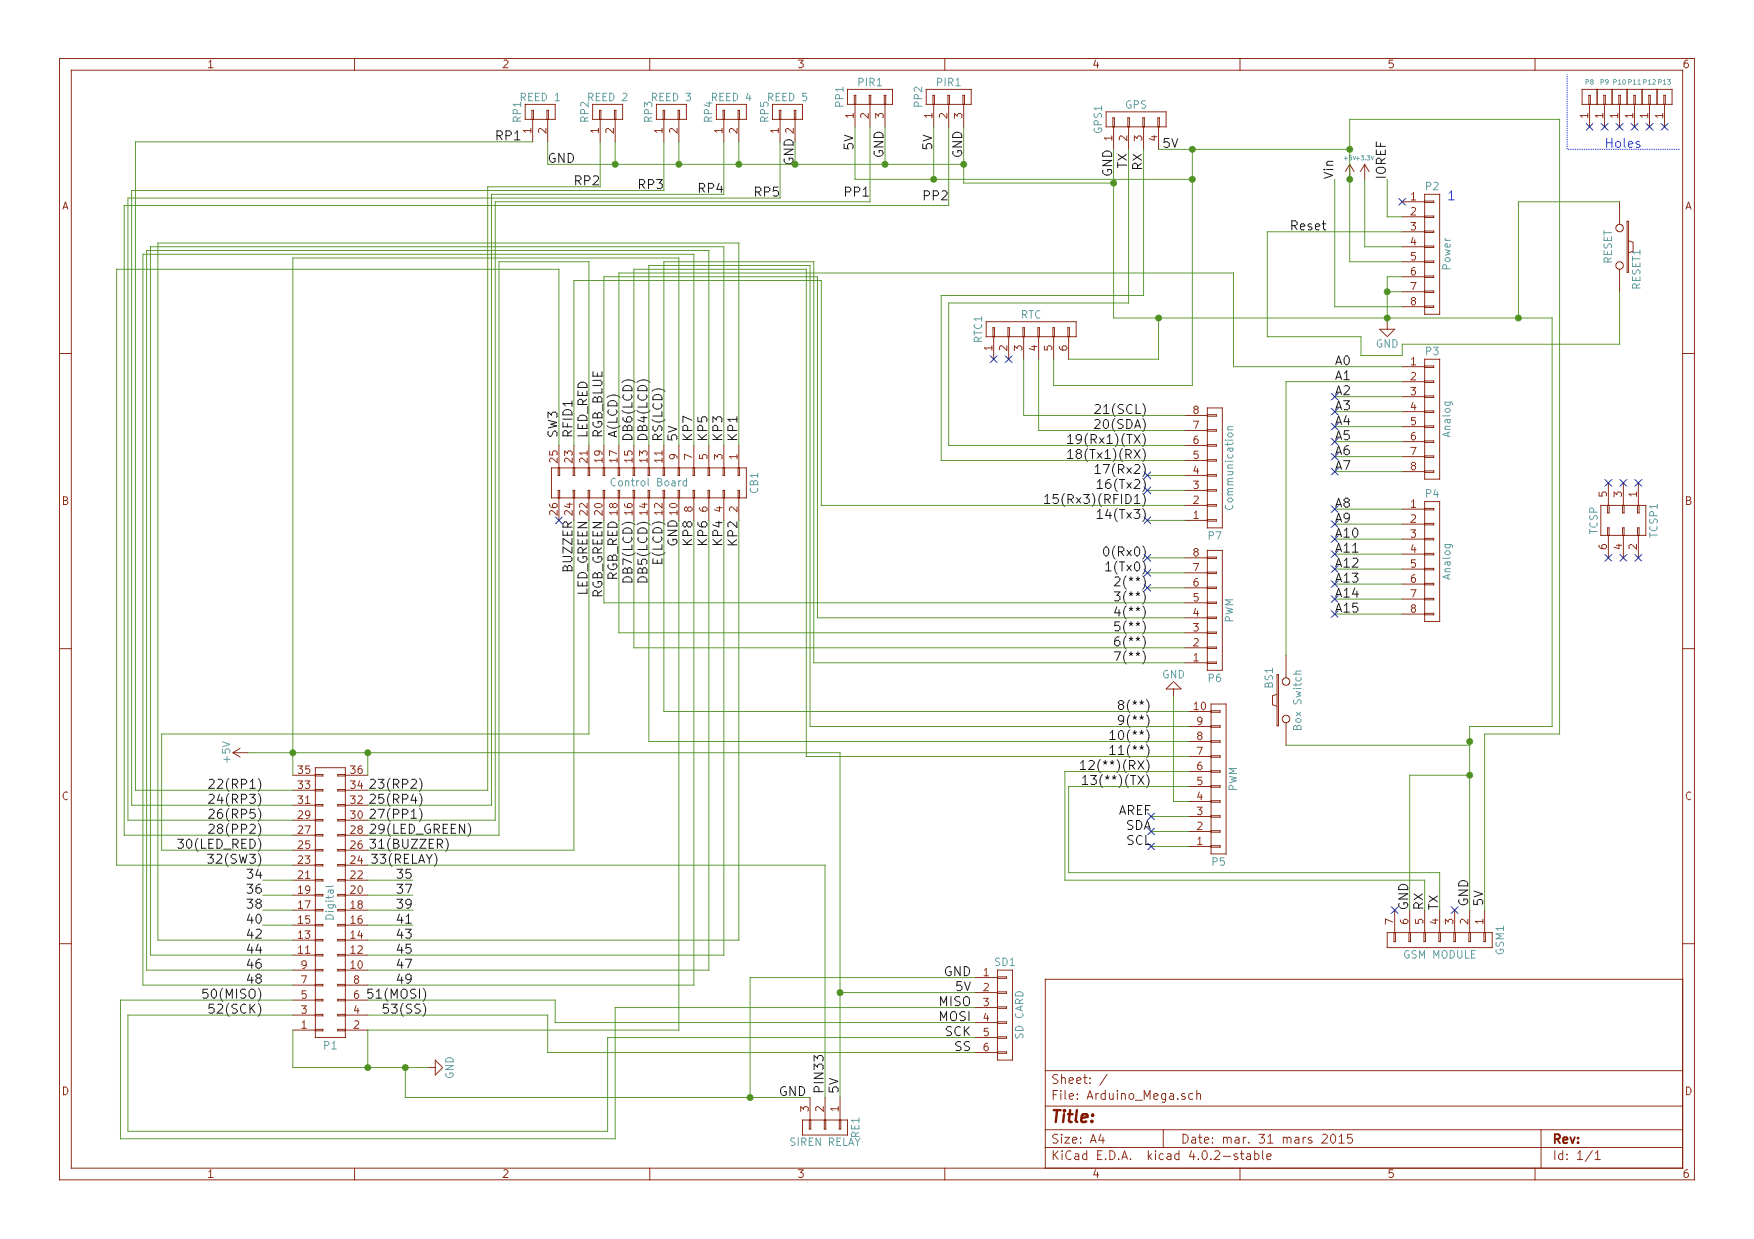 1 2 3 4 5 6
A B C D
REED 1
RP1
1 2
REED 2
RP2
1 2
REED 3
RP3
1 2
REED 4
RP4
1 2
REED 5
RP5
1 2
PIR1
PP1
1 2 3
PIR1
PP2
1 2 3
GPS
GPS1
1 2 3 4
P8 P9 P10 P11 P12 P13
1 1 1 1 1 1
Holes
RP1
GND
GND
5V
GND
5V
GND
GND
TX
RX
5V
RP2
RP3
RP4
RP5
PP1
PP2
Vin
+5V
+3.3V
IOREF
Reset
P2
1
1
2
3
4
5
6
7
8
Power
GND
RESET
RESET1
RTC
RTC1
1 2 3 4 5 6
SW3
RFID1
LED_RED
RGB_BLUE
A(LCD)
DB6(LCD)
DB4(LCD)
RS(LCD)
5V
KP7
KP5
KP3
KP1
25 23 21 19 17 15 13 11 9 7 5 3 1
Control Board
CB1
26 24 22 20 18 16 14 12 10 8 6 4 2
BUZZER
LED_GREEN
RGB_GREEN
RGB_RED
DB7(LCD)
DB5(LCD)
E(LCD)
GND
KP8
KP6
KP4
KP2
21(SCL) 8
20(SDA) 7
19(Rx1)(TX) 6
18(Tx1)(RX) 5
17(Rx2) 4
16(Tx2) 3
15(Rx3)(RFID1) 2
14(Tx3) 1
Communication
P7
0(Rx0) 8
1(Tx0) 7
2(**) 6
3(**) 5
4(**) 4
5(**) 3
6(**) 2
7(**) 1
PWM
P6
GND
8(**) 10
9(**) 9
10(**) 8
11(**) 7
12(**)(RX) 6
13(**)(TX) 5
4
AREF 3
SDA 2
SCL 1
PWM
P5
P3
A0 1
A1 2
A2 3
A3 4
A4 5
A5 6
A6 7
A7 8
Analog
P4
A8 1
A9 2
A10 3
A11 4
A12 5
A13 6
A14 7
A15 8
Analog
5 3 1
TCSP
TCSP1
6 4 2
BS1
Box Switch
+5V
35 36
22(RP1) 33 34 23(RP2)
24(RP3) 31 32 25(RP4)
26(RP5) 29 30 27(PP1)
28(PP2) 27 28 29(LED_GREEN)
30(LED_RED) 25 26 31(BUZZER)
32(SW3) 23 24 33(RELAY)
34 21 22 35
36 19 20 37
38 17 18 39
40 15 16 41
42 13 14 43
44 11 12 45
46 9 10 47
48 7 8 49
50(MISO) 5 6 51(MOSI)
52(SCK) 3 4 53(SS)
1 2
Digital
P1
GND
GND
RX
TX
GND
5V
7 6 5 4 3 2 1
GSM MODULE
GSM1
SD1
GND 1
5V 2
MISO 3
MOSI 4
SCK 5
SS 6
SD CARD
GND
PIN33
5V
3 2 1
RE1
SIREN RELAY
Sheet: /
File: Arduino_Mega.sch
Title:
Size: A4 Date: mar. 31 mars 2015 Rev:
KiCad E.D.A. kicad 4.0.2-stable Id: 1/1
A B C D
1 2 3 4 5 6